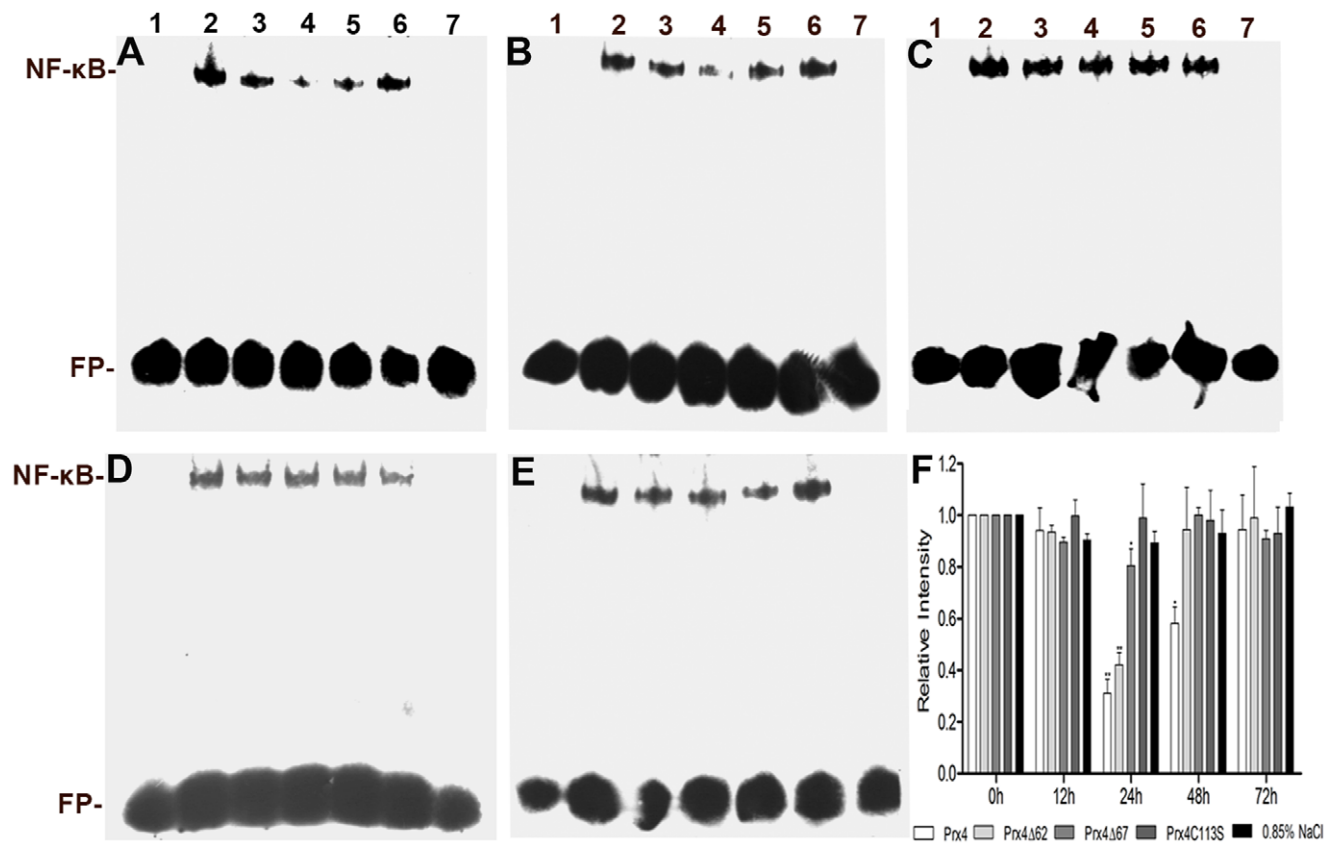 1 2 3 4 5 6 7
1 2 3 4 5 6 7
1 2 3 4 5 6 7
A
B
C
NF-κB-
FP-
D
E
F
NF-κB-
FP-
Relative Intensity
1.2
1.0
0.8
0.6
0.4
0.2
0.0
**
**
*
*
0h 12h 24h 48h 72h
Prx4 Prx4Δ62 Prx4Δ67 Prx4C113S 0.85% NaCl